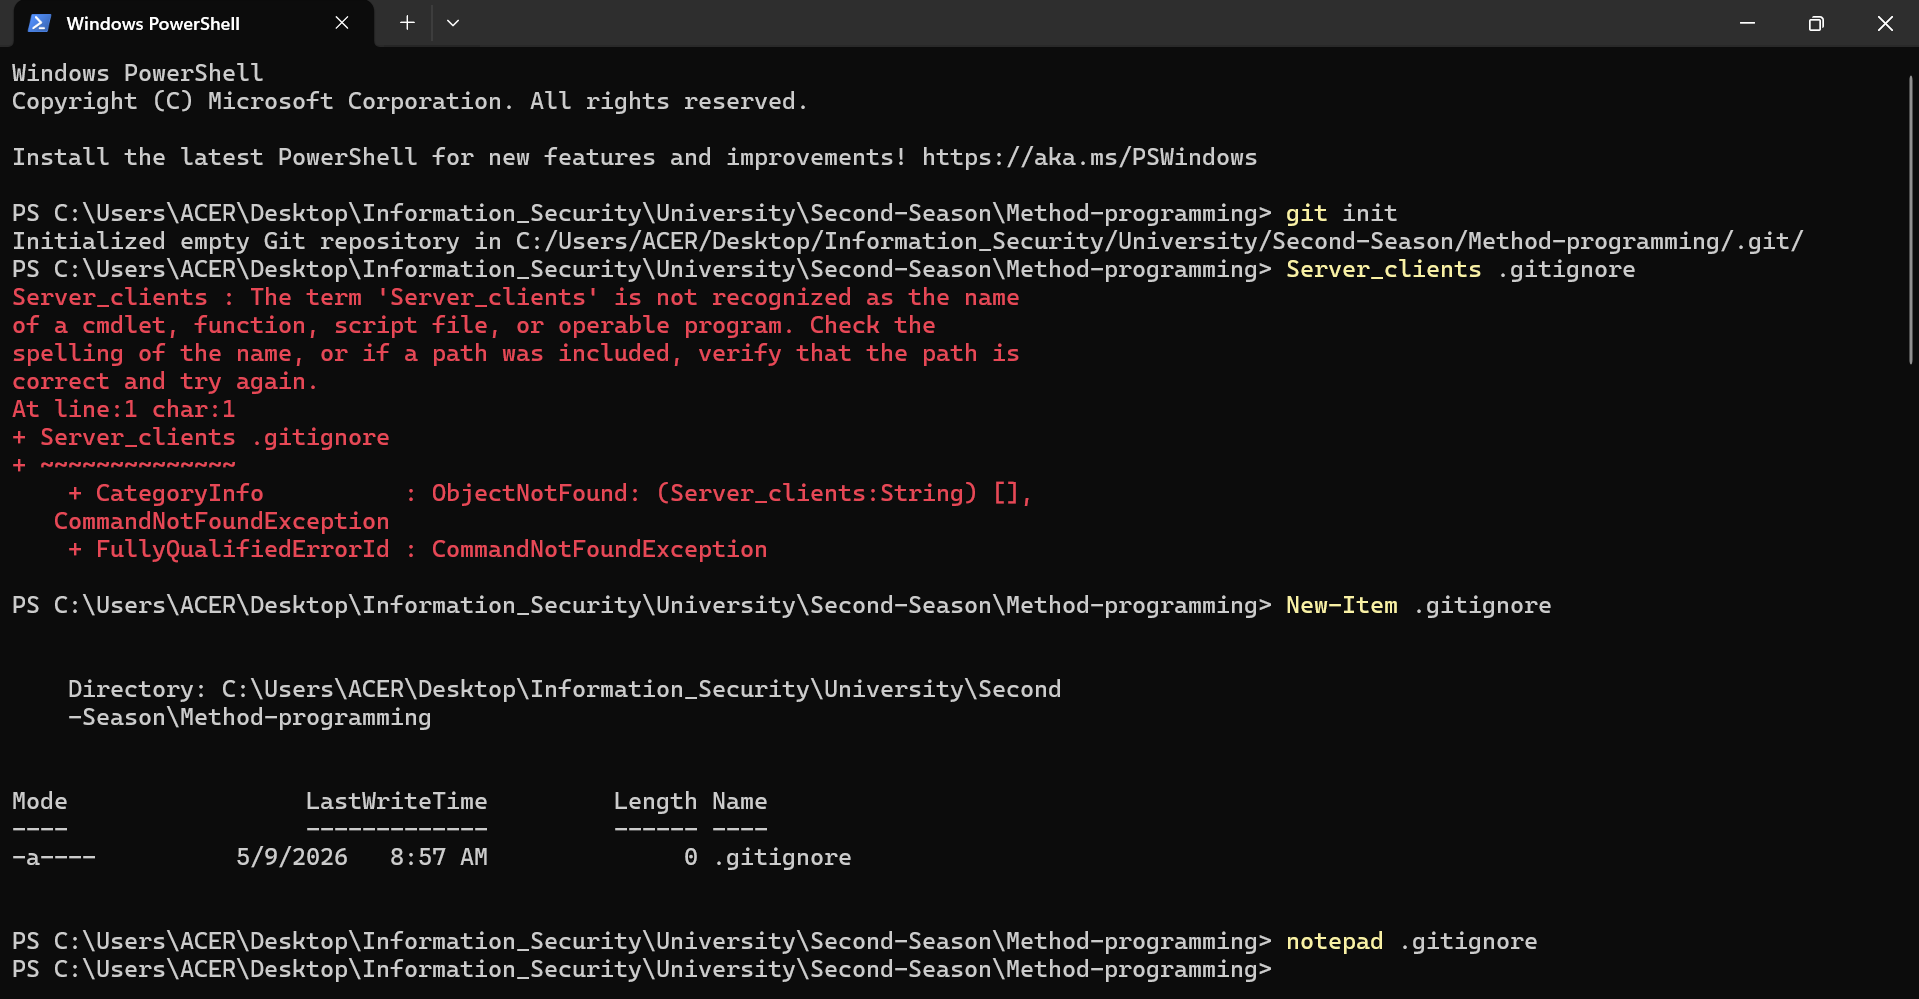 Windows PowerShell
Windows PowerShell
Copyright (C) Microsoft Corporation. All rights reserved.
Install the latest PowerShell for new features and improvements! https://aka.ms/PSWindows
PS C:\Users\ACER\Desktop\Information_Security\University\Second-Season\Method-programming> git init
Initialized empty Git repository in C:/Users/ACER/Desktop/Information_Security/University/Second-Season/Method-programming/.git/
PS C:\Users\ACER\Desktop\Information_Security\University\Second-Season\Method-programming> Server_clients .gitignore
Server_clients : The term 'Server_clients' is not recognized as the name
of a cmdlet, function, script file, or operable program. Check the
spelling of the name, or if a path was included, verify that the path is
correct and try again.
At line:1 char:1
+ Server_clients .gitignore
+ ~~~~~~~~~~~~~~
    + CategoryInfo          : ObjectNotFound: (Server_clients:String) [],
   CommandNotFoundException
    + FullyQualifiedErrorId : CommandNotFoundException
PS C:\Users\ACER\Desktop\Information_Security\University\Second-Season\Method-programming> New-Item .gitignore
    Directory: C:\Users\ACER\Desktop\Information_Security\University\Second
    -Season\Method-programming
Mode                 LastWriteTime         Length Name
----                 -------------         ------ ----
-a----          5/9/2026   8:57 AM              0 .gitignore
PS C:\Users\ACER\Desktop\Information_Security\University\Second-Season\Method-programming> notepad .gitignore
PS C:\Users\ACER\Desktop\Information_Security\University\Second-Season\Method-programming>